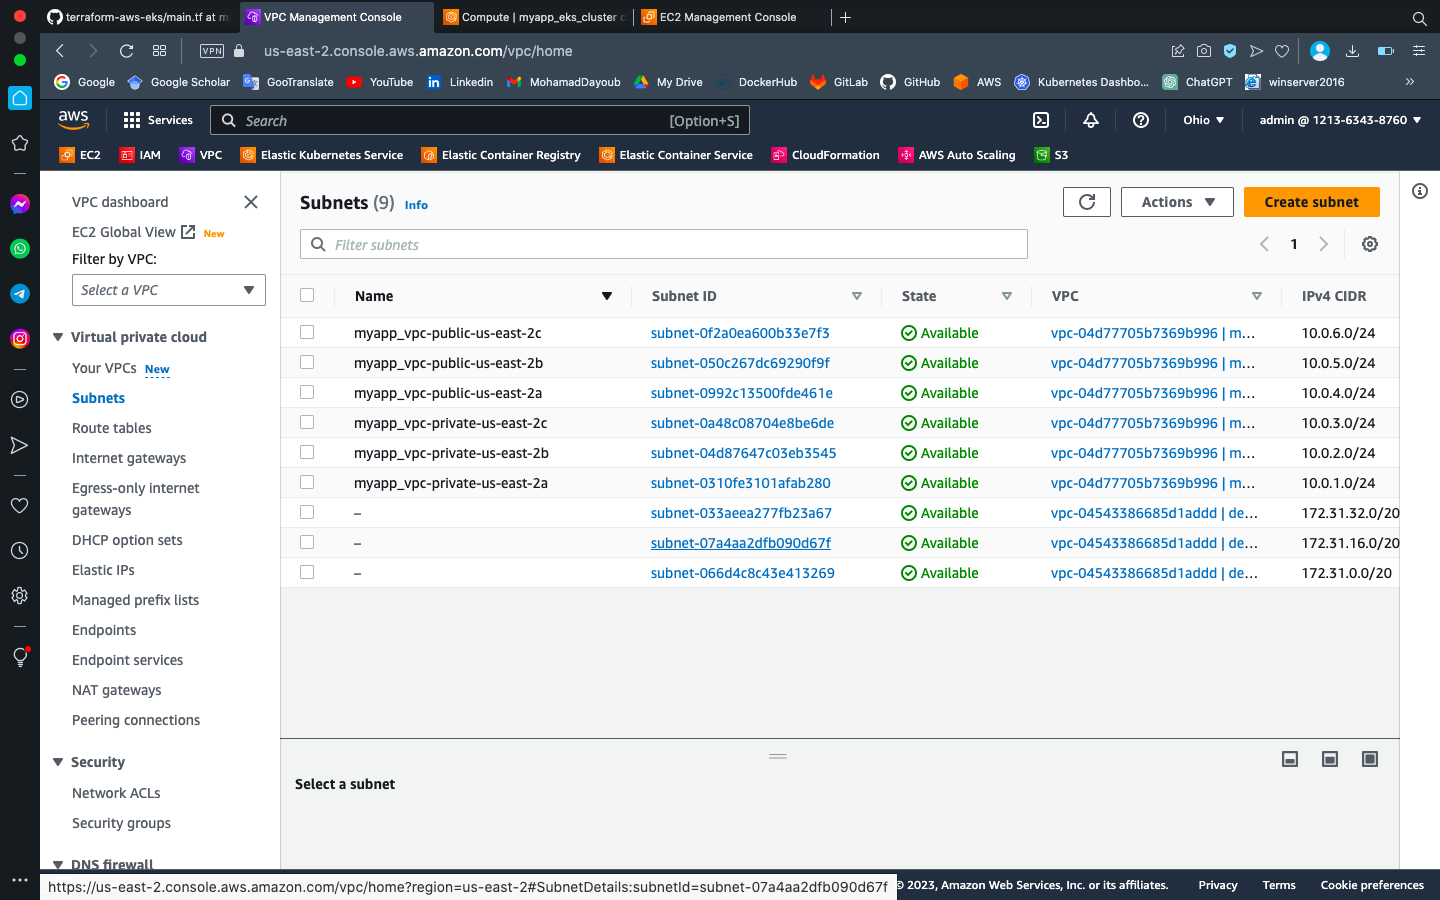 terraform-aws-eks/main.tf at m
VPC Management Console
Compute | myapp_eks_cluster
EC2 Management Console
VPN
us-east-2.console.aws.amazon.com/vpc/home
Google
Google Scholar
GooTranslate
YouTube
Linkedin
MohamadDayoub
My Drive
DockerHub
GitLab
GitHub
AWS
Kubernetes Dashbo...
ChatGPT
winserver2016
aws
Services
Search
[Option+S]
Ohio
admin @ 1213-6343-8760
EC2
IAM
VPC
Elastic Kubernetes Service
Elastic Container Registry
Elastic Container Service
CloudFormation
AWS Auto Scaling
S3
VPC dashboard
EC2 Global View
New
Filter by VPC:
Select a VPC
Virtual private cloud
Your VPCs New
Subnets
Route tables
Internet gateways
Egress-only internet
gateways
DHCP option sets
Elastic IPs
Managed prefix lists
Endpoints
Endpoint services
NAT gateways
Peering connections
Security
Network ACLs
Security groups
DNS firewall
Subnets (9) Info
Actions
Create subnet
Filter subnets
1
Name Subnet ID State VPC IPv4 CIDR
myapp_vpc-public-us-east-2c subnet-0f2a0ea600b33e7f3 Available vpc-04d77705b7369b996 | m... 10.0.6.0/24
myapp_vpc-public-us-east-2b subnet-050c267dc69290f9f Available vpc-04d77705b7369b996 | m... 10.0.5.0/24
myapp_vpc-public-us-east-2a subnet-0992c13500fde461e Available vpc-04d77705b7369b996 | m... 10.0.4.0/24
myapp_vpc-private-us-east-2c subnet-0a48c08704e8be6de Available vpc-04d77705b7369b996 | m... 10.0.3.0/24
myapp_vpc-private-us-east-2b subnet-04d87647c03eb3545 Available vpc-04d77705b7369b996 | m... 10.0.2.0/24
myapp_vpc-private-us-east-2a subnet-0310fe3101afab280 Available vpc-04d77705b7369b996 | m... 10.0.1.0/24
– subnet-033aeea277fb23a67 Available vpc-04543386685d1addd | de... 172.31.32.0/20
– subnet-07a4aa2dfb090d67f Available vpc-04543386685d1addd | de... 172.31.16.0/20
– subnet-066d4c8c43e413269 Available vpc-04543386685d1addd | de... 172.31.0.0/20
Select a subnet
https://us-east-2.console.aws.amazon.com/vpc/home?region=us-east-2#SubnetDetails:subnetId=subnet-07a4aa2dfb090d67f
© 2023, Amazon Web Services, Inc. or its affiliates.
Privacy
Terms
Cookie preferences